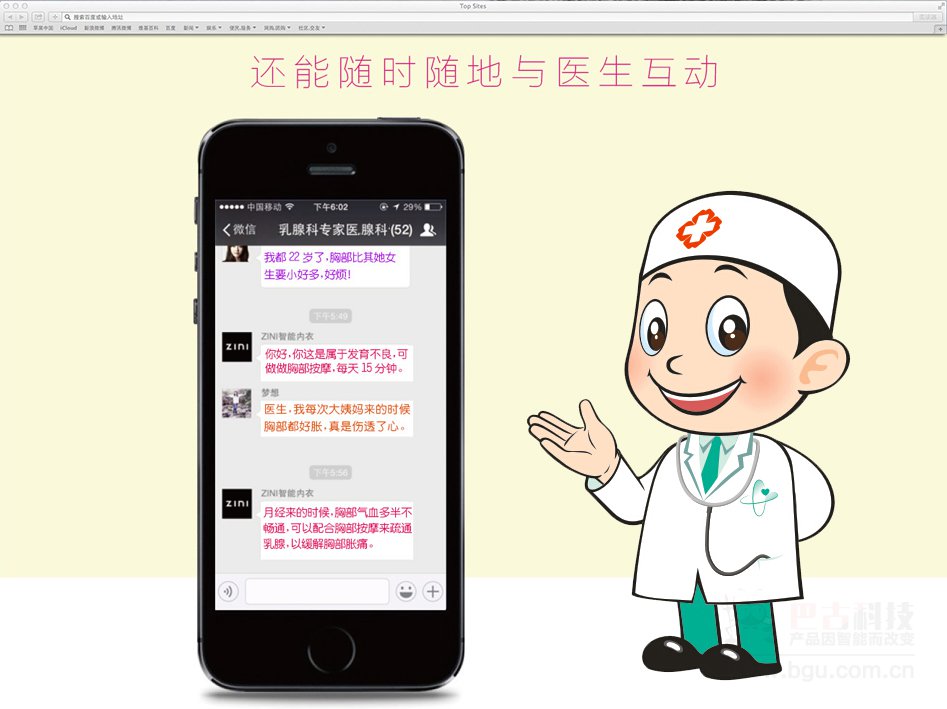 Top Sites
搜索百度或输入地址
阅读器
苹果中国 iCloud 新浪微博 腾讯微博 维基百科 百度 新闻 娱乐 便民服务 网购团购 社区交友
还能随时随地与医生互动
中国移动 下午6:02 29%
微信 乳腺科专家医,腺科·(52)
我都22岁了,胸部比其她女
生要小好多,好烦!
下午5:49
ZINI智能内衣
ZINI
你好,你这是属于发育不良,可
做做胸部按摩,每天15分钟。
梦想
医生,我每次大姨妈来的时候
胸部都好胀,真是伤透了心。
下午5:56
ZINI智能内衣
ZINI
月经来的时候,胸部气血多半不
畅通,可以配合胸部按摩来疏通
乳腺,以缓解胸部胀痛。
巴古科技
产品因智能而改变
.bgu.com.cn